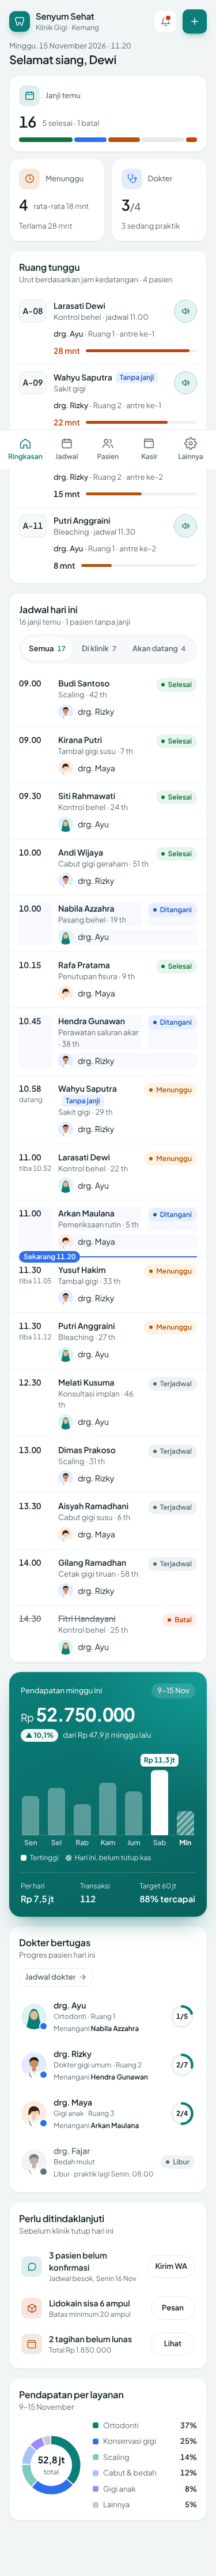 Senyum Sehat
Klinik Gigi · Kemang
Minggu, 15 November 2026 · 11.20
Selamat siang, Dewi
Janji temu
16 5 selesai · 1 batal
Menunggu
4 rata-rata 18 mnt
Terlama 28 mnt
Dokter
3/4
3 sedang praktik
Ruang tunggu
Urut berdasarkan jam kedatangan · 4 pasien
A-08 Larasati Dewi
Kontrol behel · jadwal 11.00
drg. Ayu · Ruang 1 · antre ke-1
28 mnt
A-09 Wahyu Saputra Tanpa janji
Sakit gigi
drg. Rizky · Ruang 2 · antre ke-1
22 mnt
Ringkasan Jadwal Pasien Kasir Lainnya
drg. Rizky · Ruang 2 · antre ke-2
15 mnt
A-11 Putri Anggraini
Bleaching · jadwal 11.30
drg. Ayu · Ruang 1 · antre ke-2
8 mnt
Jadwal hari ini
16 janji temu · 1 pasien tanpa janji
Semua 17 Di klinik 7 Akan datang 4
09.00 Budi Santoso Selesai
Scaling · 42 th
drg. Rizky
09.00 Kirana Putri Selesai
Tambal gigi susu · 7 th
drg. Maya
09.30 Siti Rahmawati Selesai
Kontrol behel · 24 th
drg. Ayu
10.00 Andi Wijaya Selesai
Cabut gigi geraham · 51 th
drg. Rizky
10.00 Nabila Azzahra Ditangani
Pasang behel · 19 th
drg. Ayu
10.15 Rafa Pratama Selesai
Penutupan fisura · 9 th
drg. Maya
10.45 Hendra Gunawan Ditangani
Perawatan saluran akar
· 38 th
drg. Rizky
10.58 Wahyu Saputra Menunggu
datang Tanpa janji
Sakit gigi · 29 th
drg. Rizky
11.00 Larasati Dewi Menunggu
tiba 10.52 Kontrol behel · 22 th
drg. Ayu
11.00 Arkan Maulana Ditangani
Pemeriksaan rutin · 5 th
drg. Maya
Sekarang 11.20
11.30 Yusuf Hakim Menunggu
tiba 11.05 Tambal gigi · 33 th
drg. Rizky
11.30 Putri Anggraini Menunggu
tiba 11.12 Bleaching · 27 th
drg. Ayu
12.30 Melati Kusuma Terjadwal
Konsultasi implan · 46
th
drg. Ayu
13.00 Dimas Prakoso Terjadwal
Scaling · 31 th
drg. Rizky
13.30 Aisyah Ramadhani Terjadwal
Cabut gigi susu · 6 th
drg. Maya
14.00 Gilang Ramadhan Terjadwal
Cetak gigi tiruan · 58 th
drg. Rizky
14.30 Fitri Handayani Batal
Kontrol behel · 25 th
drg. Ayu
Pendapatan minggu ini 9–15 Nov
Rp 52.750.000
▲ 10,1% dari Rp 47,9 jt minggu lalu
Rp 11,3 jt
Sen Sel Rab Kam Jum Sab Min
Tertinggi Hari ini, belum tutup kas
Per hari Transaksi Target 60 jt
Rp 7,5 jt 112 88% tercapai
Dokter bertugas
Progres pasien hari ini
Jadwal dokter →
drg. Ayu
Ortodonti · Ruang 1
Menangani Nabila Azzahra
1/5
drg. Rizky
Dokter gigi umum · Ruang 2
Menangani Hendra Gunawan
2/7
drg. Maya
Gigi anak · Ruang 3
Menangani Arkan Maulana
2/4
drg. Fajar
Bedah mulut
Libur · praktik lagi Senin, 08.00
Libur
Perlu ditindaklanjuti
Sebelum klinik tutup hari ini
3 pasien belum
konfirmasi
Jadwal besok, Senin 16 Nov
Kirim WA
Lidokain sisa 6 ampul
Batas minimum 20 ampul
Pesan
2 tagihan belum lunas
Total Rp 1.850.000
Lihat
Pendapatan per layanan
9–15 November
52,8 jt
total
Ortodonti 37%
Konservasi gigi 25%
Scaling 14%
Cabut & bedah 12%
Gigi anak 8%
Lainnya 5%